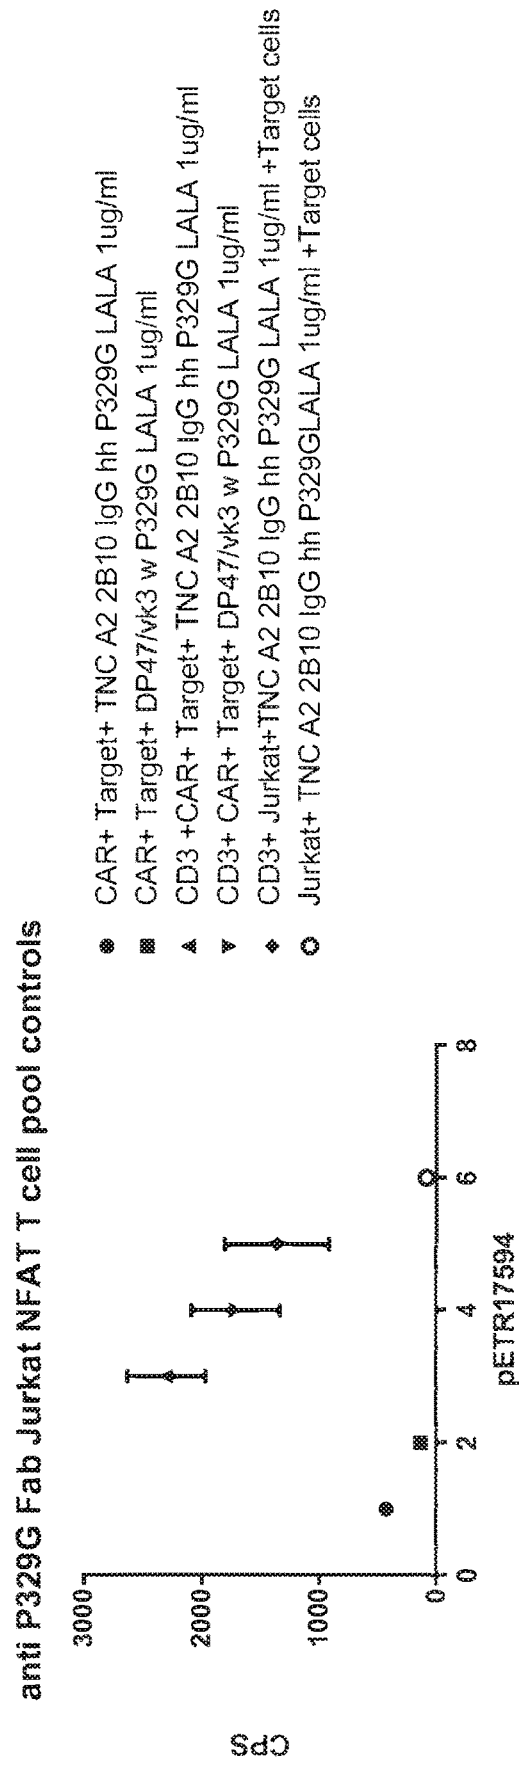 anti P329G Fab Jurkat NFAT T cell pool controls
CPS
3000
2000
1000
0
0
2
4
6
8
pETR17594
CAR+ Target+ TNC A2 2B10 IgG hh P329G LALA 1ug/ml
CAR+ Target+ DP47/vk3 w P329G LALA 1ug/ml
CD3 +CAR+ Target+ TNC A2 2B10 IgG hh P329G LALA 1ug/ml
CD3+ CAR+ Target+ DP47/vk3 w P329G LALA 1ug/ml
CD3+ Jurkat+TNC A2 2B10 IgG hh P329G LALA 1ug/ml +Target cells
Jurkat+ TNC A2 2B10 IgG hh P329GLALA 1ug/ml +Target cells